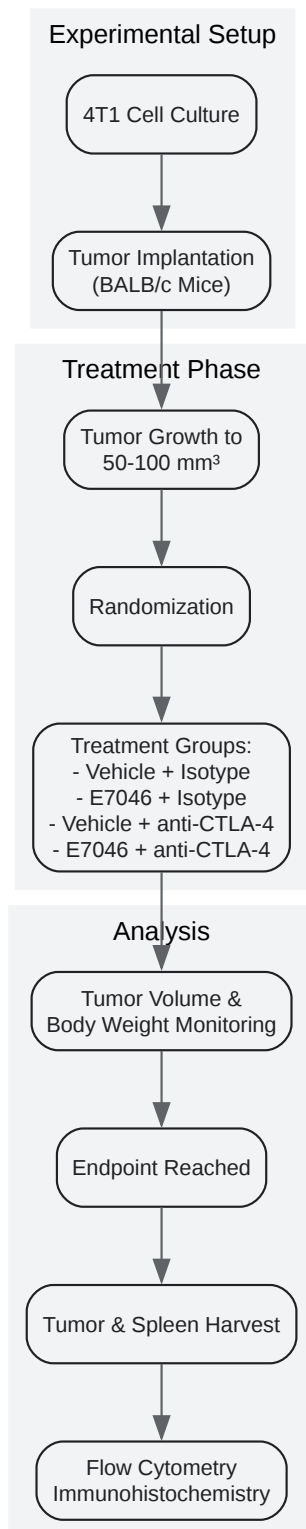 Experimental Setup
4T1 Cell Culture
Tumor Implantation
(BALB/c Mice)
Treatment Phase
Tumor Growth to
50-100 mm³
Randomization
Treatment Groups:
- Vehicle + Isotype
- E7046 + Isotype
- Vehicle + anti-CTLA-4
- E7046 + anti-CTLA-4
Analysis
Tumor Volume &
Body Weight Monitoring
Endpoint Reached
Tumor & Spleen Harvest
Flow Cytometry
Immunohistochemistry